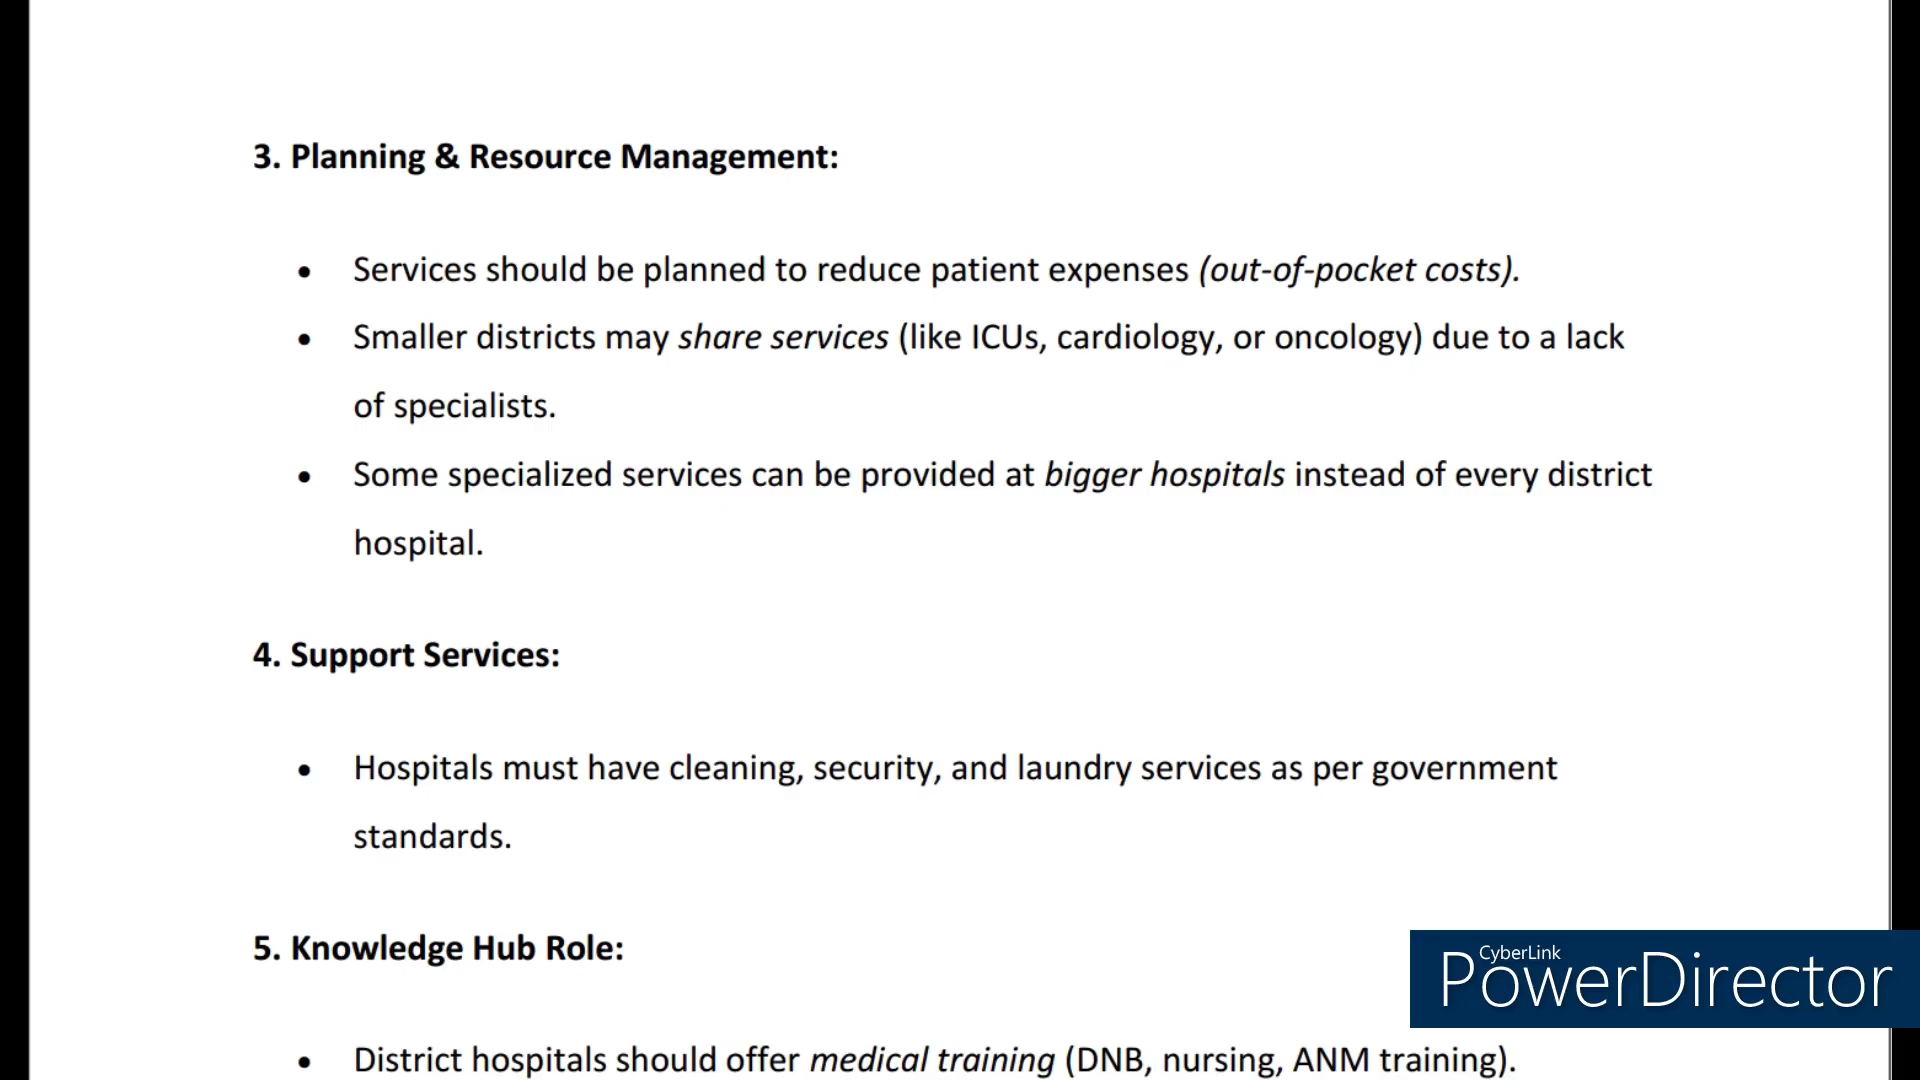 3. Planning & Resource Management:
• Services should be planned to reduce patient expenses (out-of-pocket costs).
• Smaller districts may share services (like ICUs, cardiology, or oncology) due to a lack
of specialists.
• Some specialized services can be provided at bigger hospitals instead of every district
hospital.
4. Support Services:
• Hospitals must have cleaning, security, and laundry services as per government
standards.
5. Knowledge Hub Role:
• District hospitals should offer medical training (DNB, nursing, ANM training).
CyberLink
PowerDirector